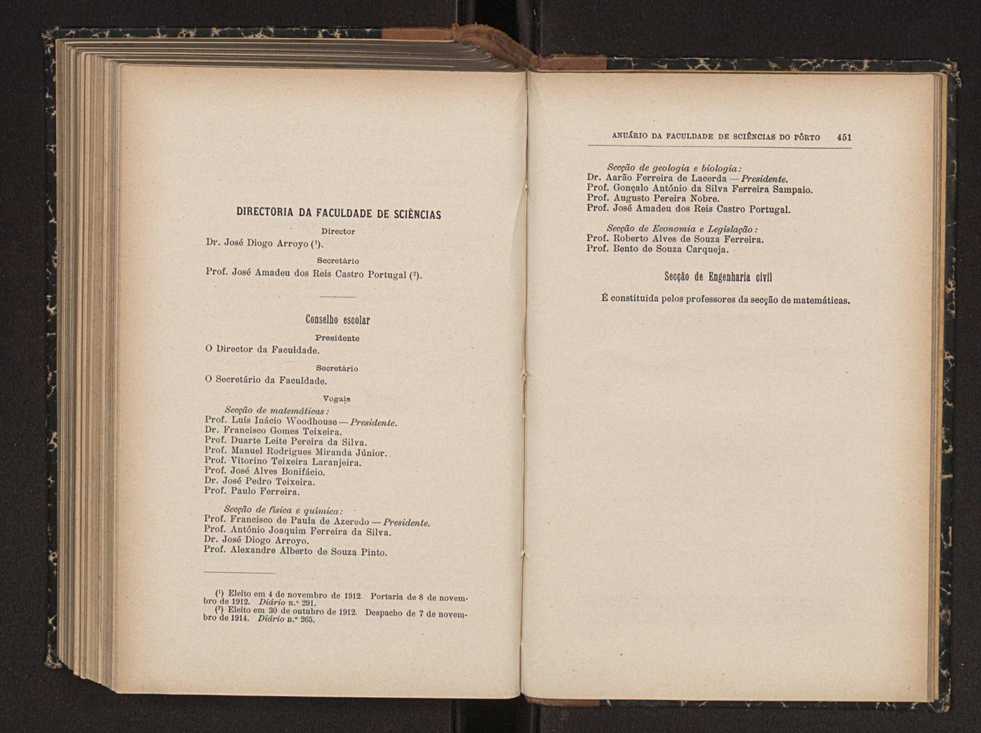 DIRECTORIA DA FACULDADE DE SCIÊNCIAS
Director
Dr. José Diogo Arroyo (¹).
Secretário
Prof. José Amadeu dos Reis Castro Portugal (²).
Conselho escolar
Presidente
O Director da Faculdade.
Secretário
O Secretário da Faculdade.
Vogais
Secção de matemáticas:
Prof. Luís Inácio Woodhouse — Presidente.
Dr. Francisco Gomes Teixeira.
Prof. Duarte Leite Pereira da Silva.
Prof. Manuel Rodrigues Miranda Júnior.
Prof. Vitorino Teixeira Laranjeira.
Prof. José Alves Bonifácio.
Dr. José Pedro Teixeira.
Prof. Paulo Ferreira.
Secção de física e química:
Prof. Francisco de Paula de Azeredo — Presidente.
Prof. António Joaquim Ferreira da Silva.
Dr. José Diogo Arroyo.
Prof. Alexandre Alberto de Souza Pinto.
(¹) Eleito em 4 de novembro de 1912. Portaria de 8 de novem-
bro de 1912. Diário n.º 291.
(²) Eleito em 30 de outubro de 1912. Despacho de 7 de novem-
bro de 1914. Diário n.º 265.
ANUÁRIO DA FACULDADE DE SCIÊNCIAS DO PÔRTO 451
Secção de geologia e biologia:
Dr. Aarão Ferreira de Lacerda — Presidente.
Prof. Gonçalo António da Silva Ferreira Sampaio.
Prof. Augusto Pereira Nobre.
Prof. José Amadeu dos Reis Castro Portugal.
Secção de Economia e Legislação:
Prof. Roberto Alves de Souza Ferreira.
Prof. Bento de Souza Carqueja.
Secção de Engenharia civil
É constituida pelos professores da secção de matemáticas.